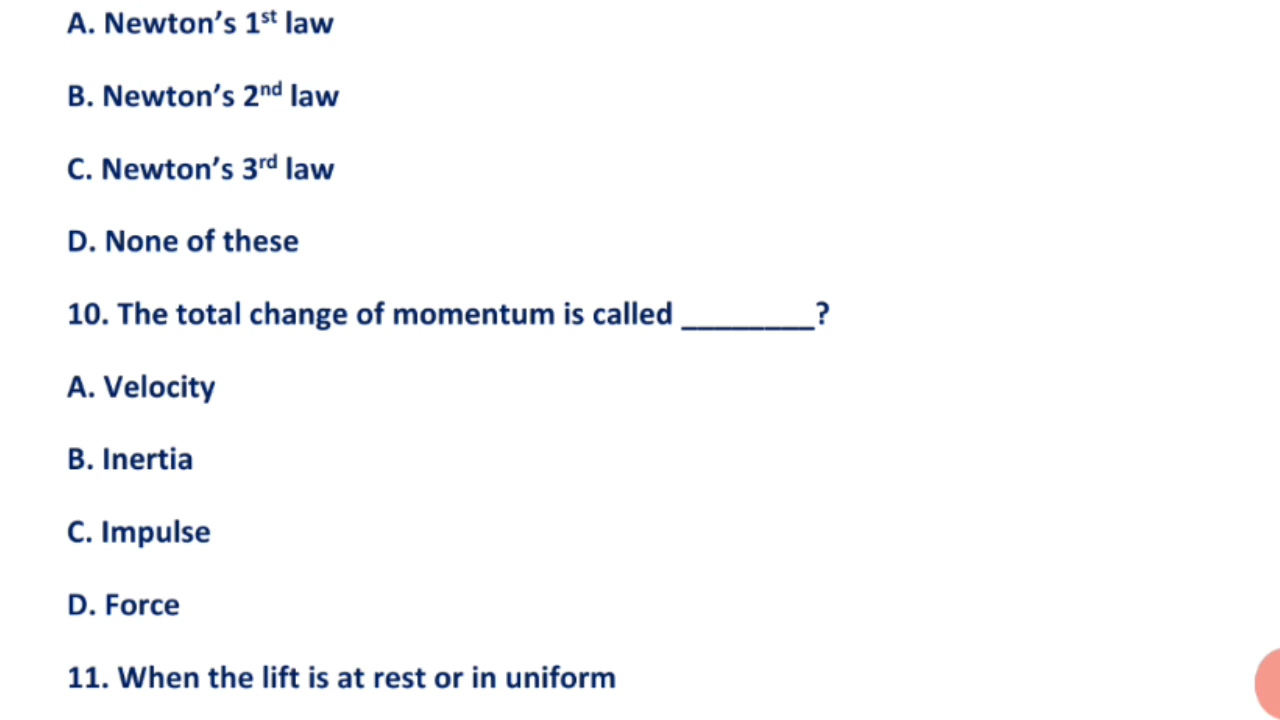 A. Newton’s 1st law
B. Newton’s 2nd law
C. Newton’s 3rd law
D. None of these
10. The total change of momentum is called ________?
A. Velocity
B. Inertia
C. Impulse
D. Force
11. When the lift is at rest or in uniform